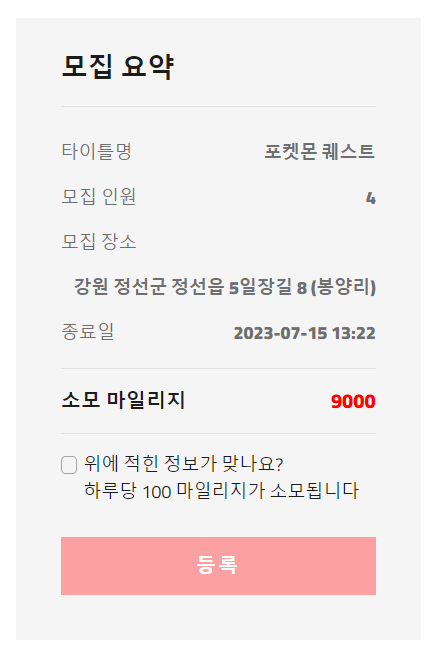 모집 요약
타이틀명 포켓몬 퀘스트
모집 인원 4
모집 장소
강원 정선군 정선읍 5일장길 8 (봉양리)
종료일 2023-07-15 13:22
소모 마일리지 9000
위에 적힌 정보가 맞나요?
하루당 100 마일리지가 소모됩니다
등록